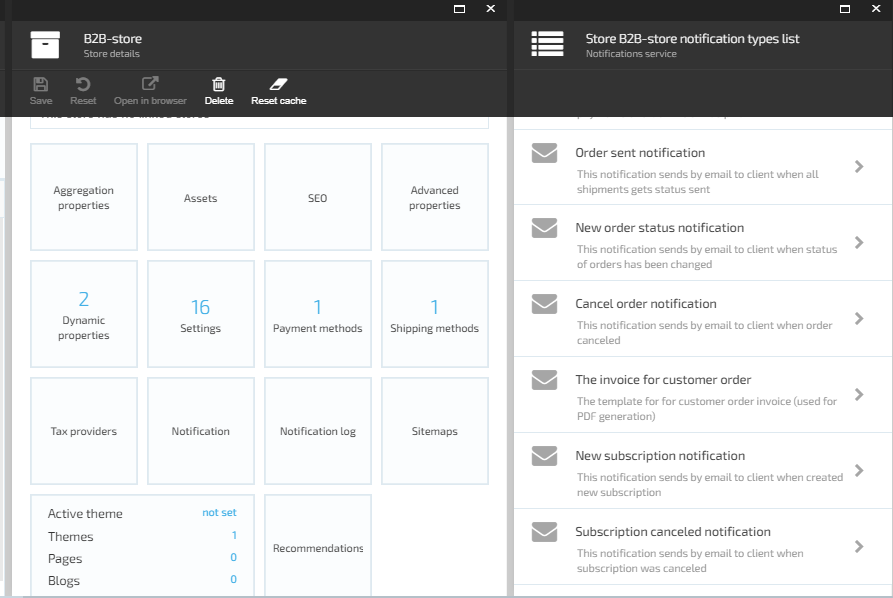 B2B-store
Store details
Save
Reset
Open in browser
Delete
Reset cache
Aggregation
properties
Assets
SEO
Advanced
properties
2
Dynamic
properties
16
Settings
1
Payment methods
1
Shipping methods
Tax providers
Notification
Notification log
Sitemaps
Active theme
not set
Themes
1
Pages
0
Blogs
0
Recommendations
Store B2B-store notification types list
Notifications service
Order sent notification
This notification sends by email to client when all
shipments gets status sent
New order status notification
This notification sends by email to client when status
of orders has been changed
Cancel order notification
This notification sends by email to client when order
canceled
The invoice for customer order
The template for for customer order invoice (used for
PDF generation)
New subscription notification
This notification sends by email to client when created
new subscription
Subscription canceled notification
This notification sends by email to client when
subscription was canceled